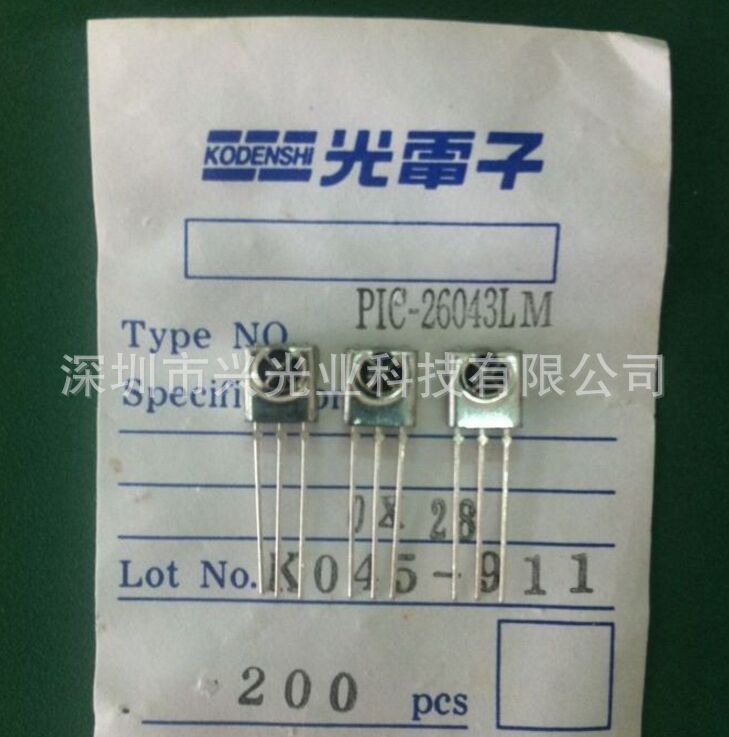 KODENSHI 光電子
PIC-26043LM
Type NO.
深圳市兴光业科技有限公司
28
Lot No. K045-911
200 pcs